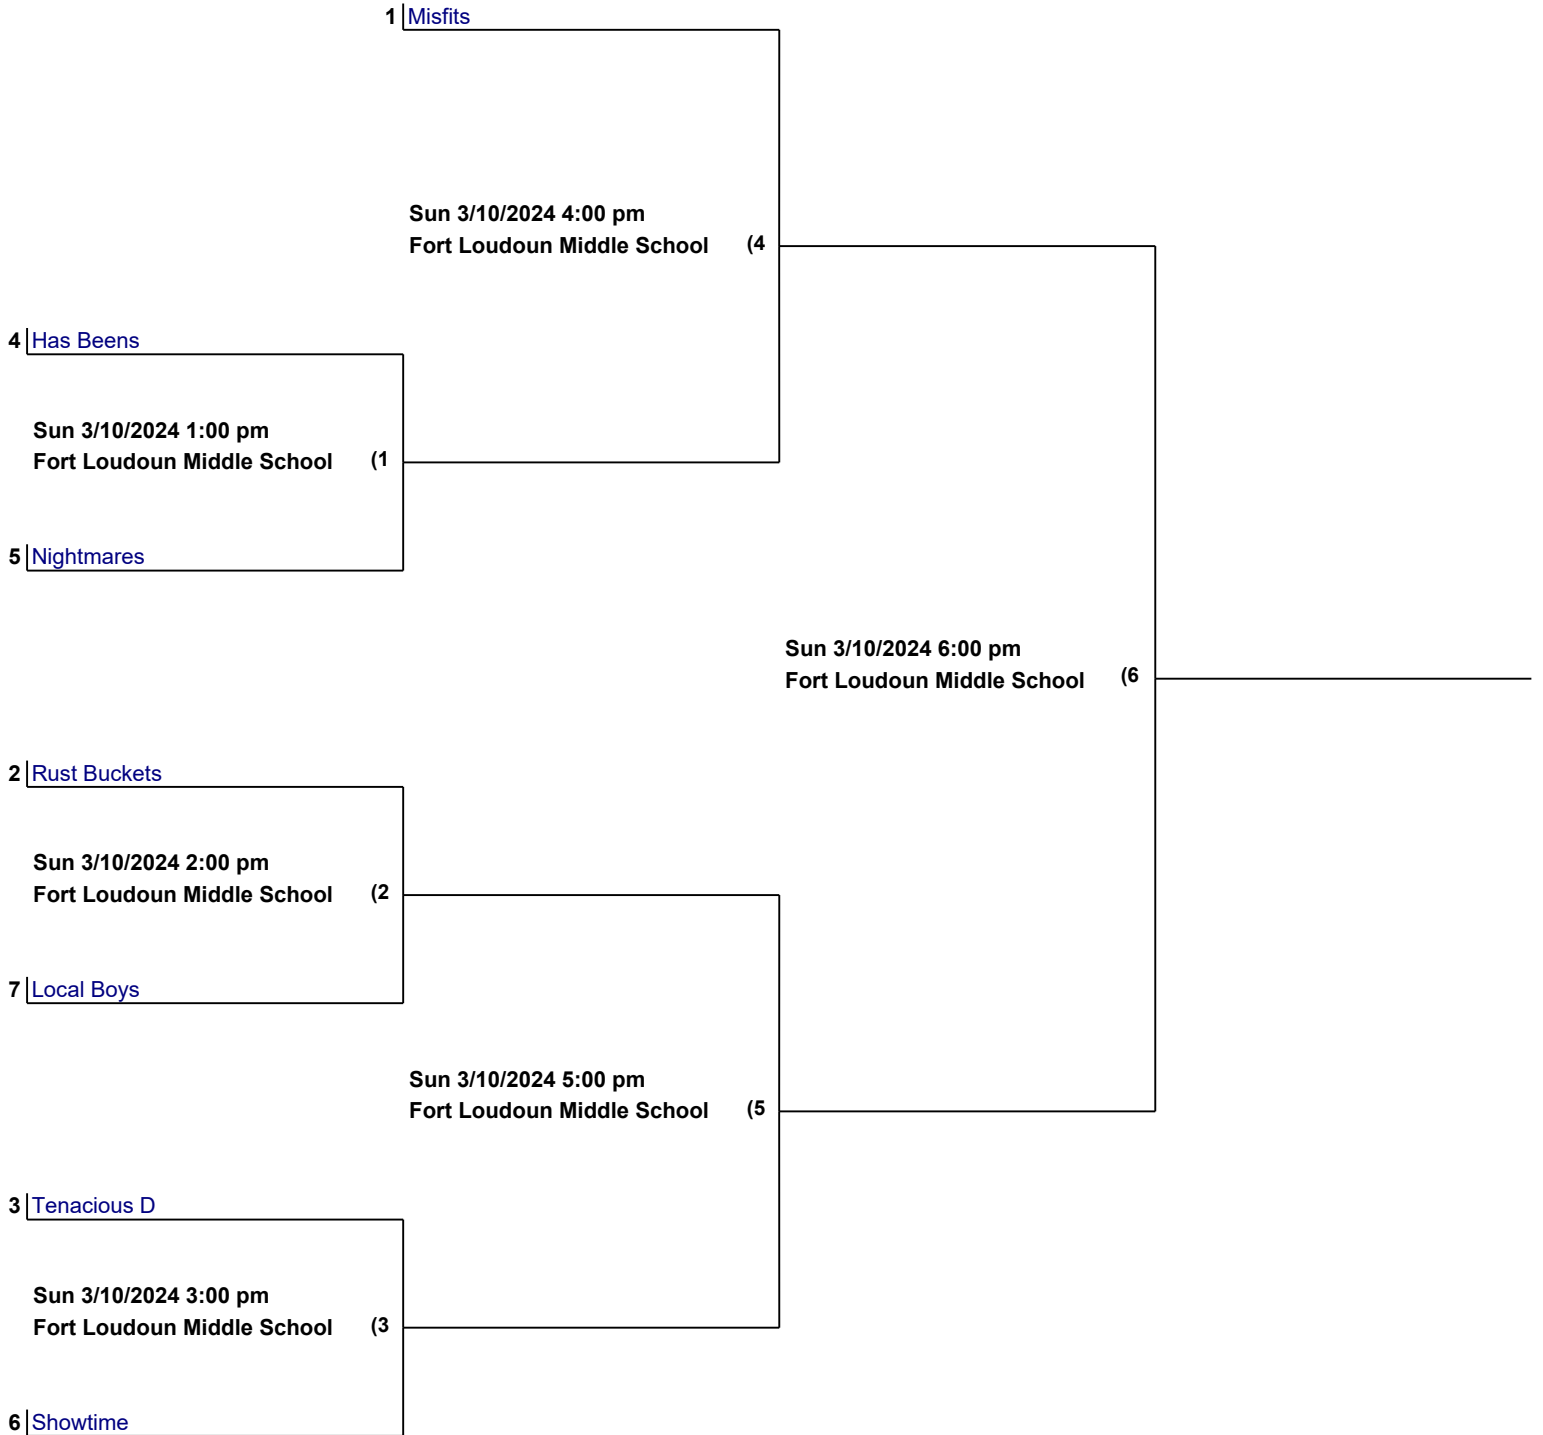 1 Misfits
Sun 3/10/2024 4:00 pm
Fort Loudoun Middle School (4
4 Has Beens
Sun 3/10/2024 1:00 pm
Fort Loudoun Middle School (1
5 Nightmares
Sun 3/10/2024 6:00 pm
Fort Loudoun Middle School (6
2 Rust Buckets
Sun 3/10/2024 2:00 pm
Fort Loudoun Middle School (2
7 Local Boys
Sun 3/10/2024 5:00 pm
Fort Loudoun Middle School (5
3 Tenacious D
Sun 3/10/2024 3:00 pm
Fort Loudoun Middle School (3
6 Showtime